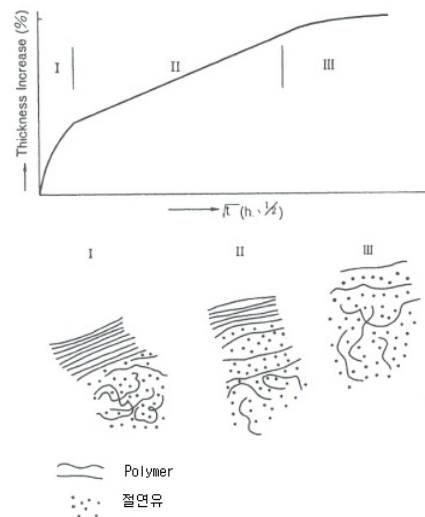 Thickness Increase (%)
I
II
III
√t (h.^1/2)
I
II
III
Polymer
절연유